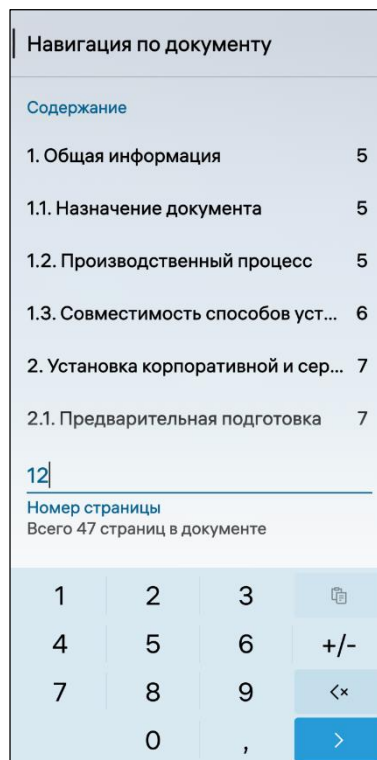 Навигация по документу
Содержание
1. Общая информация 5
1.1. Назначение документа 5
1.2. Производственный процесс 5
1.3. Совместимость способов уст... 6
2. Установка корпоративной и сер... 7
2.1. Предварительная подготовка 7
12
Номер страницы
Всего 47 страниц в документе
1 2 3
4 5 6 +/-
7 8 9
0 ,